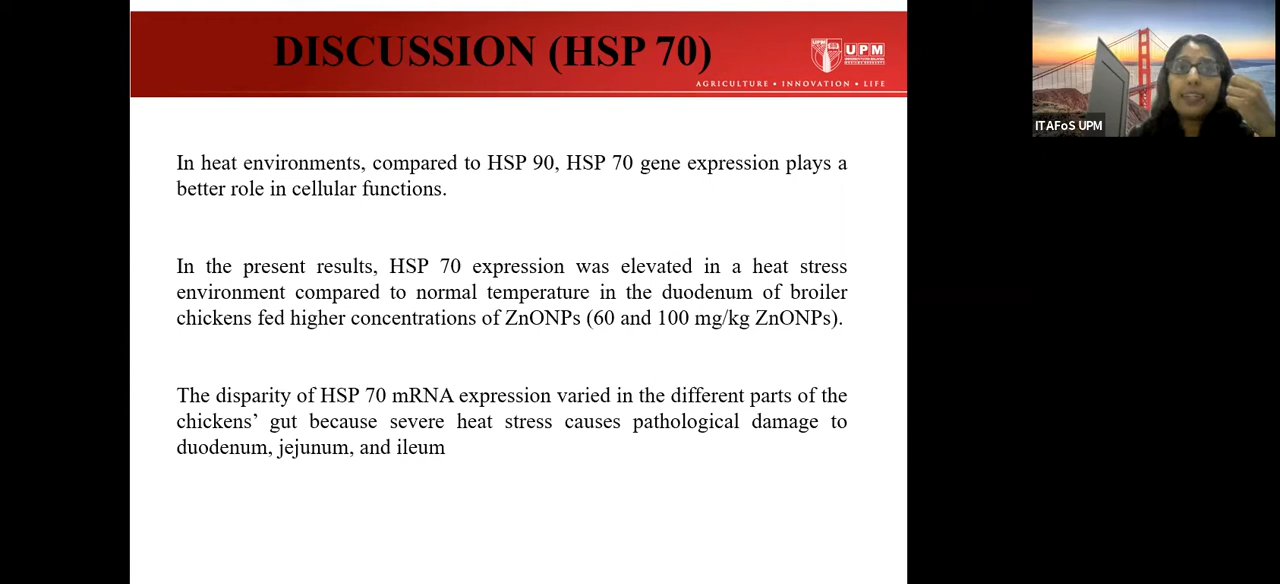 DISCUSSION (HSP 70)
UPM
AGRICULTURE • INNOVATION • LIFE
ITAFoS UPM
In heat environments, compared to HSP 90, HSP 70 gene expression plays a
better role in cellular functions.
In the present results, HSP 70 expression was elevated in a heat stress
environment compared to normal temperature in the duodenum of broiler
chickens fed higher concentrations of ZnONPs (60 and 100 mg/kg ZnONPs).
The disparity of HSP 70 mRNA expression varied in the different parts of the
chickens’ gut because severe heat stress causes pathological damage to
duodenum, jejunum, and ileum